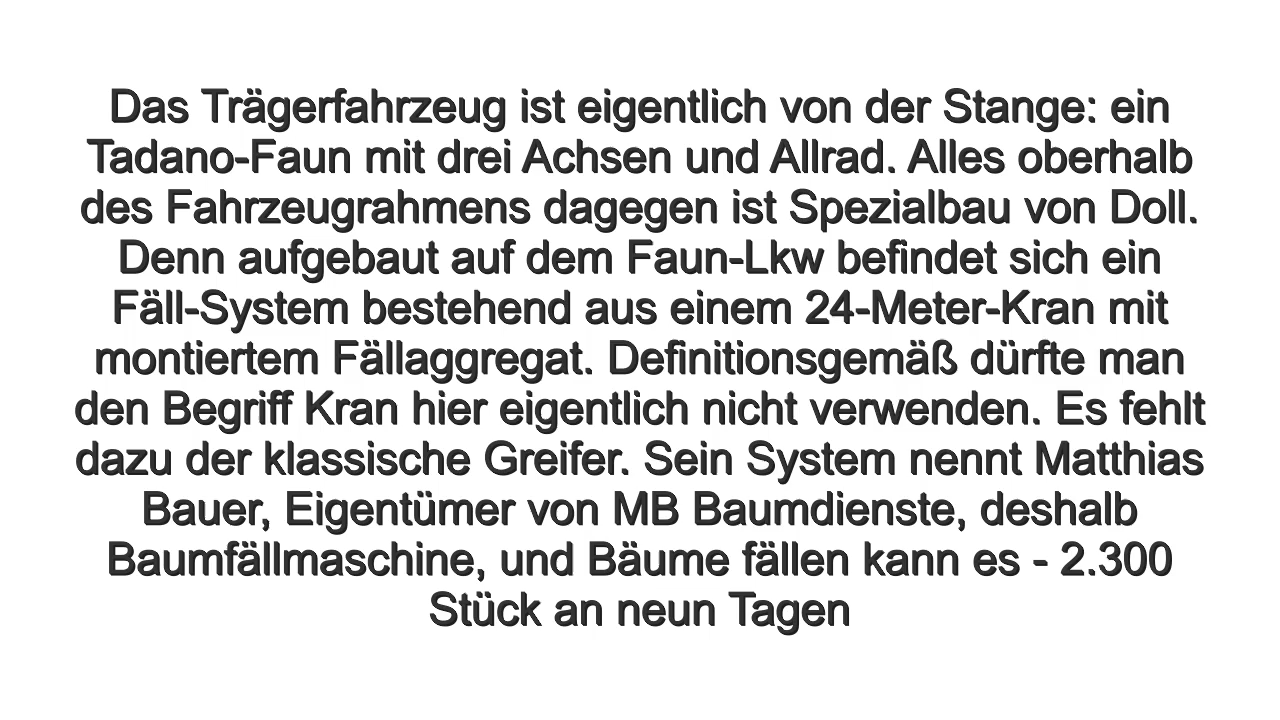 Das Trägerfahrzeug ist eigentlich von der Stange: ein
Tadano-Faun mit drei Achsen und Allrad. Alles oberhalb
des Fahrzeugrahmens dagegen ist Spezialbau von Doll.
Denn aufgebaut auf dem Faun-Lkw befindet sich ein
Fäll-System bestehend aus einem 24-Meter-Kran mit
montiertem Fällaggregat. Definitionsgemäß dürfte man
den Begriff Kran hier eigentlich nicht verwenden. Es fehlt
dazu der klassische Greifer. Sein System nennt Matthias
Bauer, Eigentümer von MB Baumdienste, deshalb
Baumfällmaschine, und Bäume fällen kann es - 2.300
Stück an neun Tagen